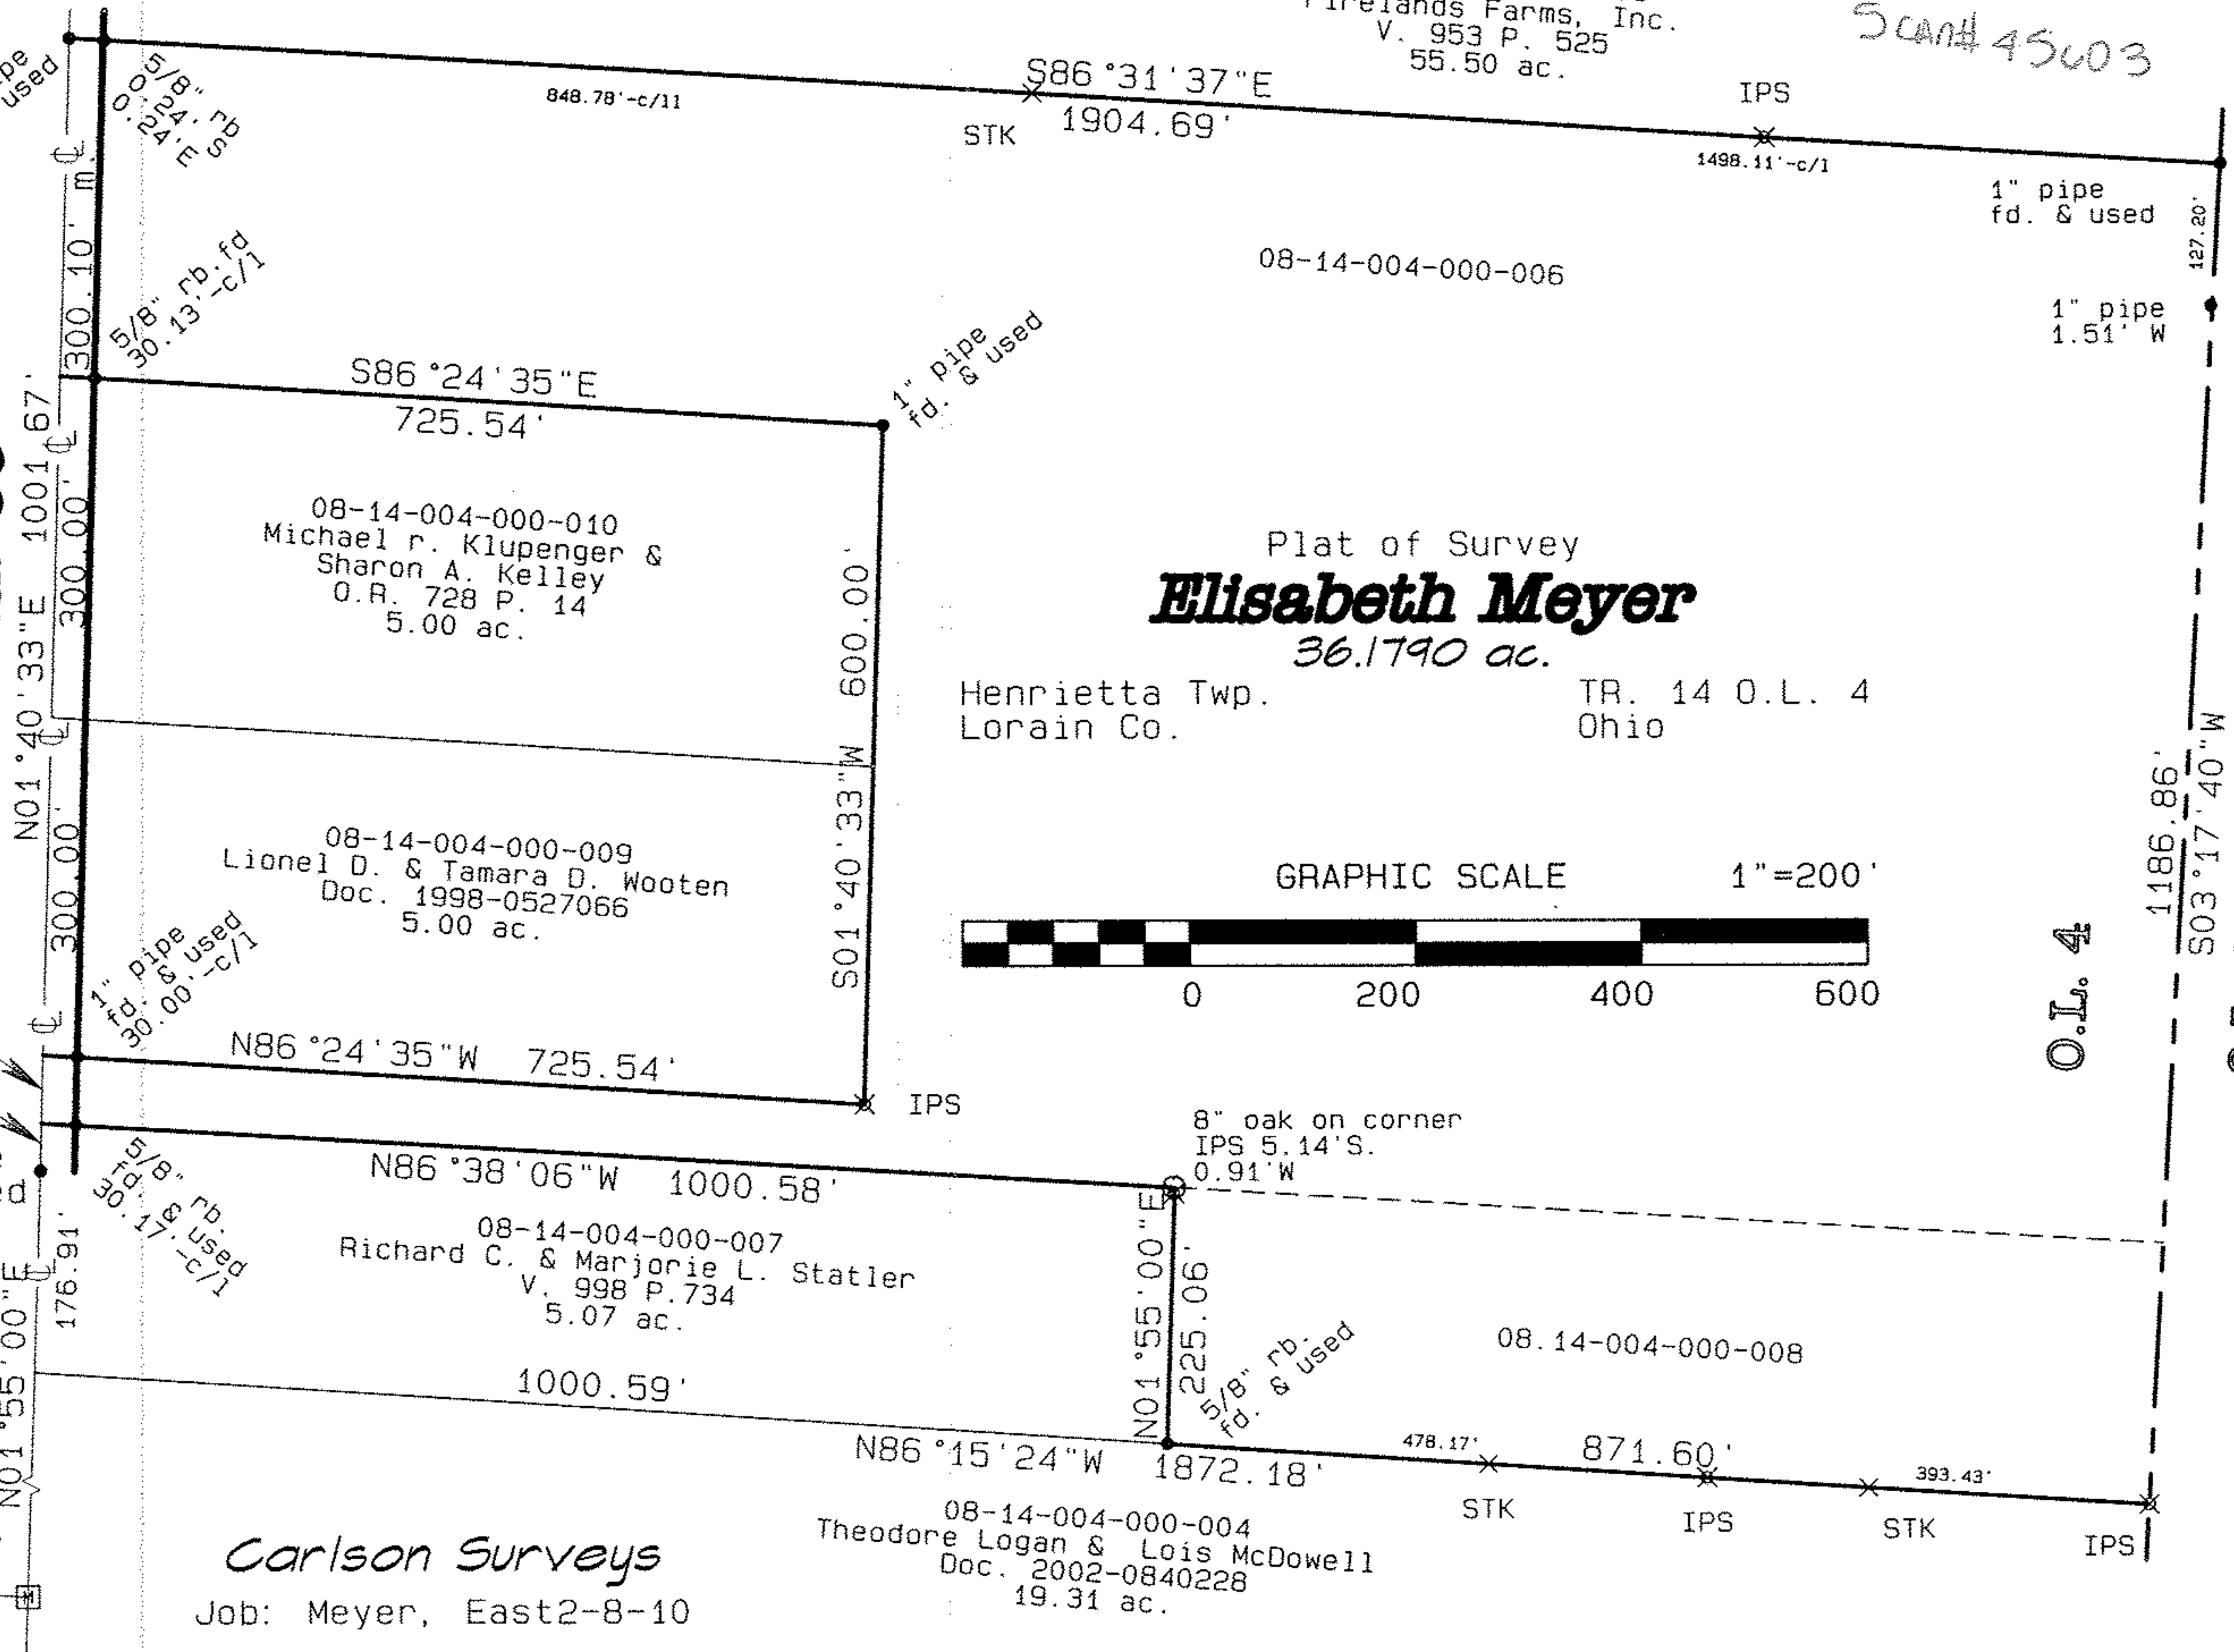 Inc.
V. 953 P. 525
55.50 ac.
Scan# 45603
used
5/8" rb
0.24' S
0.24'E
848.78'-c/ll
S86°31'37"E
1904.69'
STK
IPS
1498.11'-c/l
1" pipe
fd. & used
127.20'
1" pipe
1.51' W
08-14-004-000-006
300.10' m.
5/8" rb.fd
30.13'-c/l
S86°24'35"E
725.54'
1" pipe
fd. & used
N01°40'33"E 1001.67'
300.00'
08-14-004-000-010
Michael r. Klupenger &
Sharon A. Kelley
O.R. 728 P. 14
5.00 ac.
S01°40'33"W 600.00'
Plat of Survey
Elisabeth Meyer
36.1790 ac.
Henrietta Twp.
Lorain Co.
TR. 14 O.L. 4
Ohio
300.00'
08-14-004-000-009
Lionel D. & Tamara D. Wooten
Doc. 1998-0527066
5.00 ac.
GRAPHIC SCALE 1"=200'
0 200 400 600
1186.86'
S03°17'40"W
O.L. 4
1" pipe
fd. & used
30.00'-c/l
N86°24'35"W 725.54'
IPS
8" oak on corner
IPS 5.14'S.
0.91'W
N86°38'06"W 1000.58'
5/8" rb.
fd. & used
30.17'-c/l
176.91'
N01°55'00"E
08-14-004-000-007
Richard C. & Marjorie L. Statler
V. 998 P.734
5.07 ac.
N01°55'00"E
225.06'
5/8" rb.
fd. & used
08.14-004-000-008
1000.59'
N86°15'24"W 1872.18'
478.17'
871.60'
393.43'
STK
IPS
STK
IPS
08-14-004-000-004
Theodore Logan & Lois McDowell
Doc. 2002-0840228
19.31 ac.
Carlson Surveys
Job: Meyer, East2-8-10